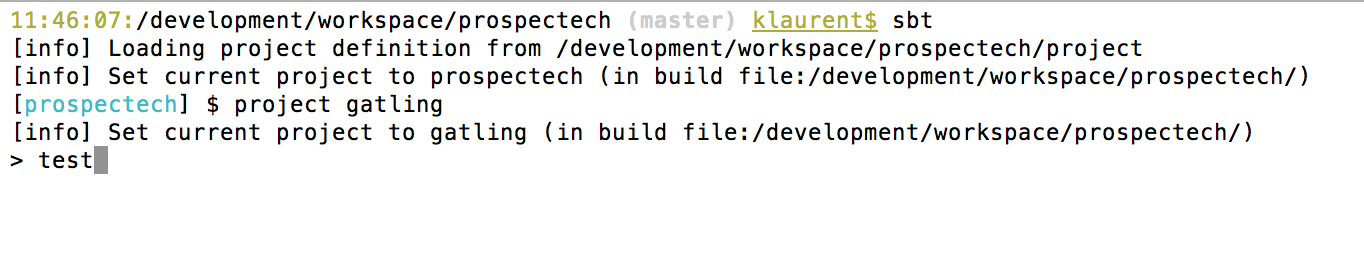 11:46:07:/development/workspace/prospectech (master) klaurent$ sbt
[info] Loading project definition from /development/workspace/prospectech/project
[info] Set current project to prospectech (in build file:/development/workspace/prospectech/)
[prospectech] $ project gatling
[info] Set current project to gatling (in build file:/development/workspace/prospectech/)
> test